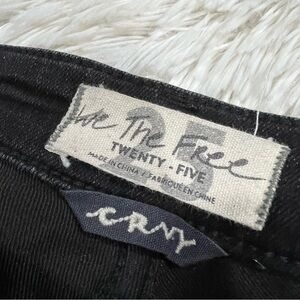 We The Free
TWENTY · FIVE
MADE IN CHINA / FABRIQUÉ EN CHINE
CRNY